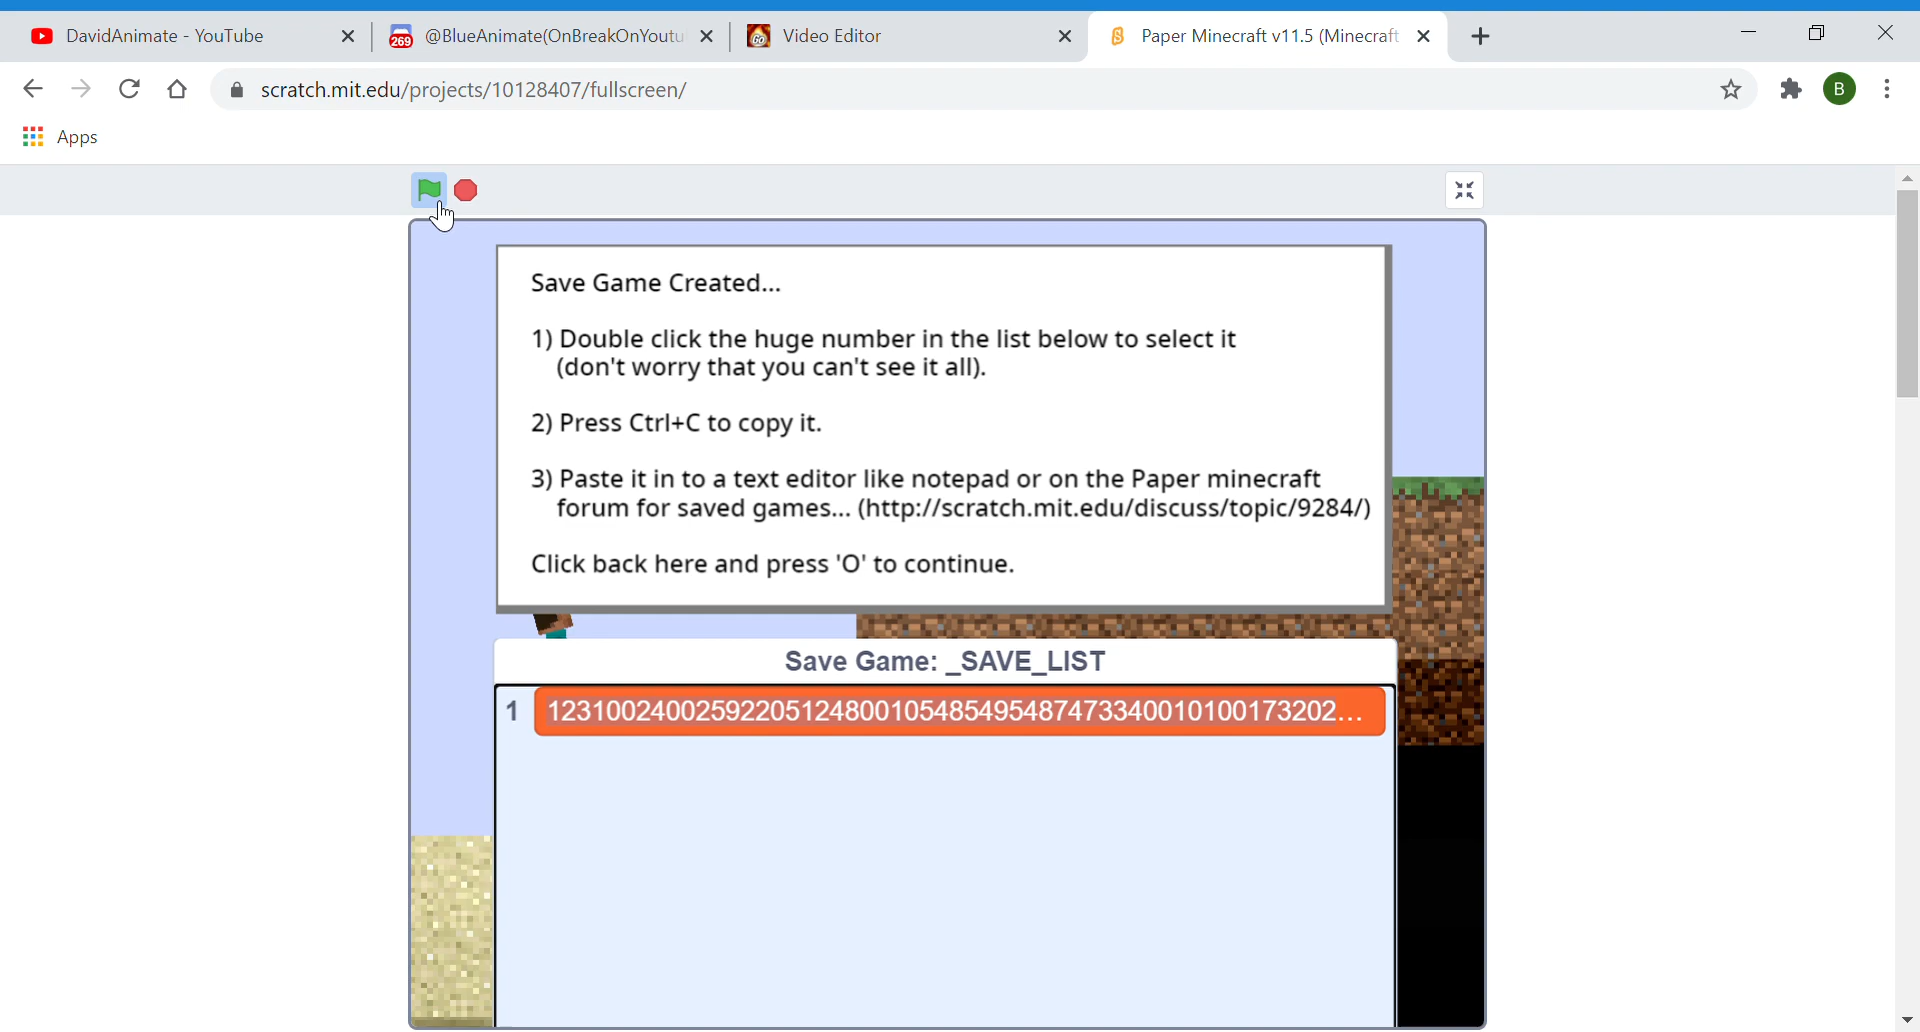 DavidAnimate - YouTube
269
@BlueAnimate(OnBreakOnYoutu
Video Editor
Paper Minecraft v11.5 (Minecraft
scratch.mit.edu/projects/10128407/fullscreen/
B
Apps
Save Game Created...
1) Double click the huge number in the list below to select it
(don't worry that you can't see it all).
2) Press Ctrl+C to copy it.
3) Paste it in to a text editor like notepad or on the Paper minecraft
forum for saved games... (http://scratch.mit.edu/discuss/topic/9284/)
Click back here and press 'O' to continue.
Save Game: _SAVE_LIST
1 12310024002592205124800105485495487473340010100173202...